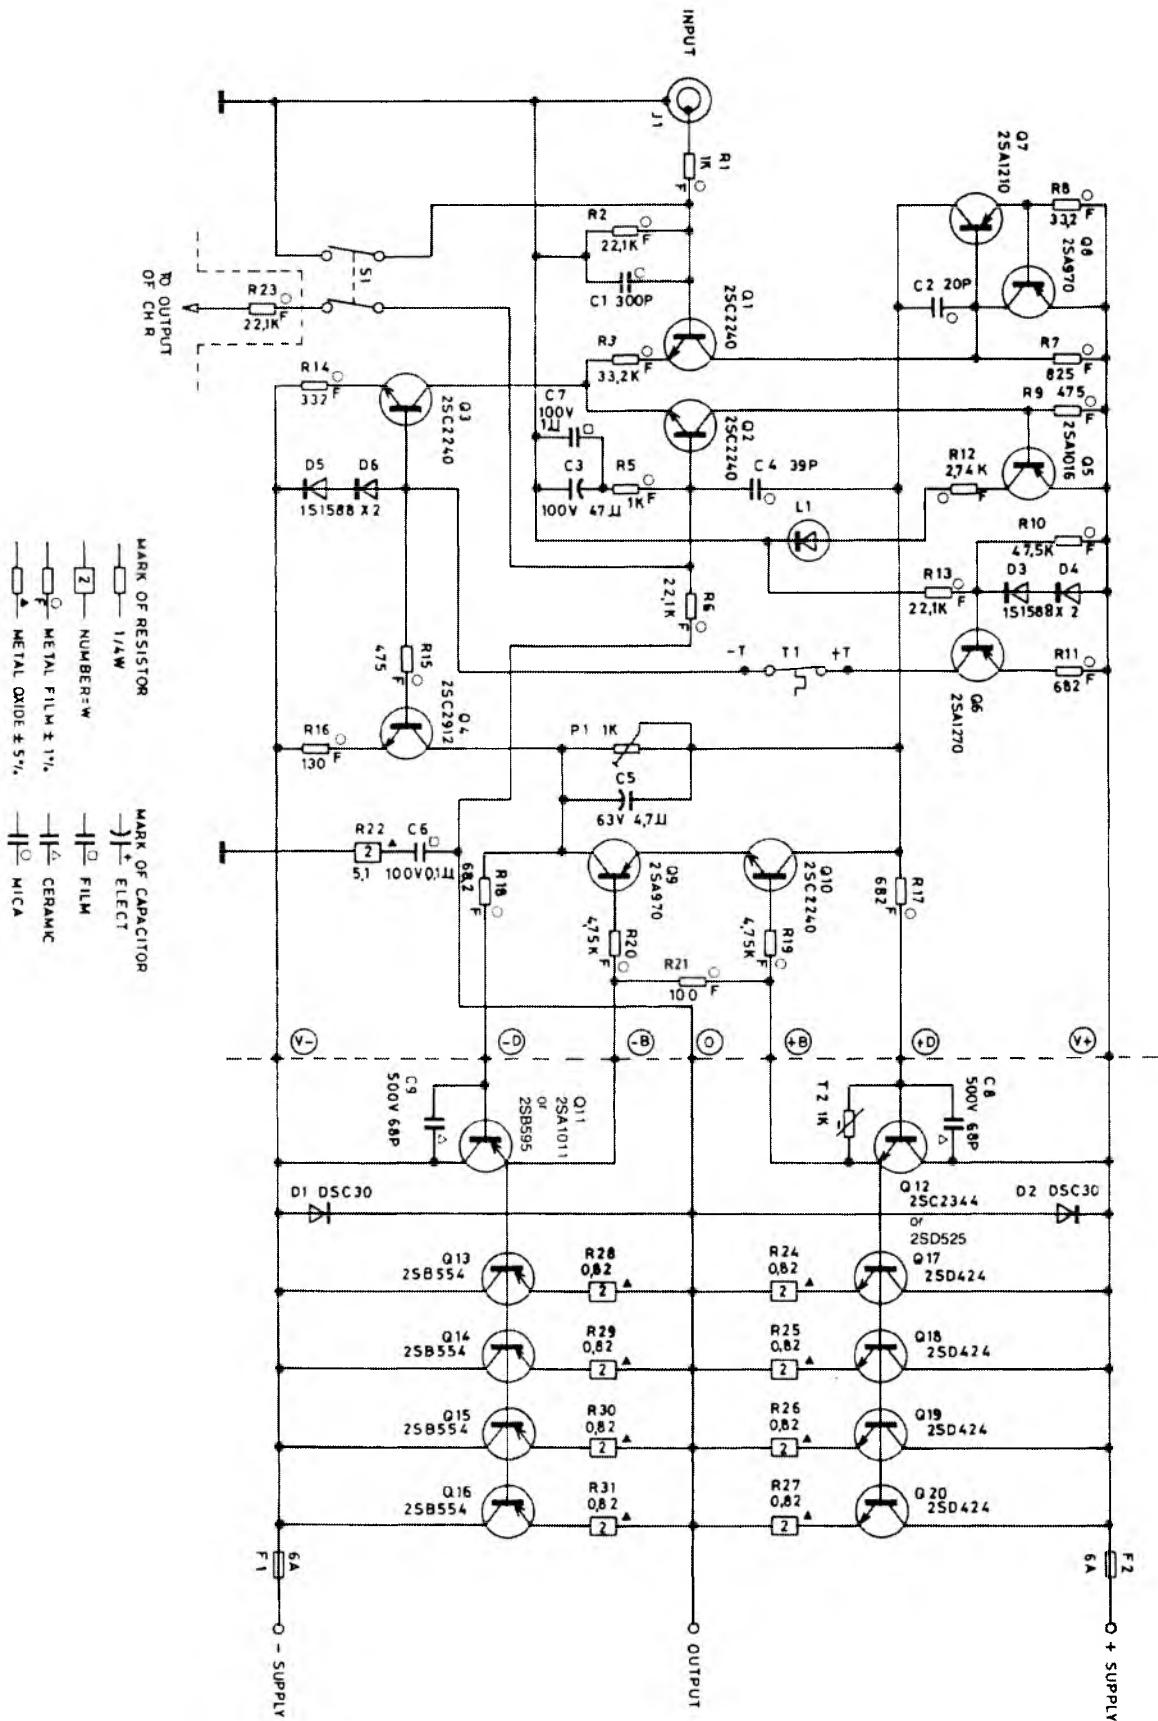 INPUT
J1
R1
1K
F
Q7
2SA1210
R8
332
F
Q8
2SA970
R2
22,1K
F
C1 300P
C2 20P
S1
R23
22,1K
F
TO OUTPUT
OF CH R
Q1
2SC2240
R3
33,2K
F
R7
825
F
R14
332
F
Q3
2SC2240
C7
100V
1µ
Q2
2SC2240
R9 475
F
Q5
2SA1016
D5 D6
1S1588 X 2
C3
100V 47µ
R5
1K
F
C4 39P
R12
274K
F
L1
R10
47,5K
F
R13
22,1K
F
D3 D4
1S1588 X 2
R6
22,1K
F
R15
475
F
-T T1 +T
R11
682
F
Q6
2SA1270
Q4
2SC2912
R16
130
F
P1 1K
C5
63V 4,7µ
R22
2
5,1
C6
100V 0,1µ
R18
68,2
F
Q9
2SA970
Q10
2SC2240
R17
682
F
R20
4,75K
F
R19
4,75K
F
R21
100
F
V-
-D
-B
O
+B
+D
V+
C9
500V 68P
Q11
2SA1011
or
2SB595
T2 1K
C8
500V 68P
Q12
2SC2344
or
2SD525
D1 DSC30
D2 DSC30
Q13
2SB554
R28
0,82
2
R24
0,82
2
Q17
2SD424
Q14
2SB554
R29
0,82
2
R25
0,82
2
Q18
2SD424
Q15
2SB554
R30
0,82
2
R26
0,82
2
Q19
2SD424
Q16
2SB554
R31
0,82
2
R27
0,82
2
Q20
2SD424
6A
F1
F2
6A
- SUPPLY
OUTPUT
+ SUPPLY
MARK OF RESISTOR
1/4W
2
NUMBER=W
F
METAL FILM ± 1%
METAL OXIDE ± 5%
MARK OF CAPACITOR
+ ELECT
FILM
CERAMIC
MICA